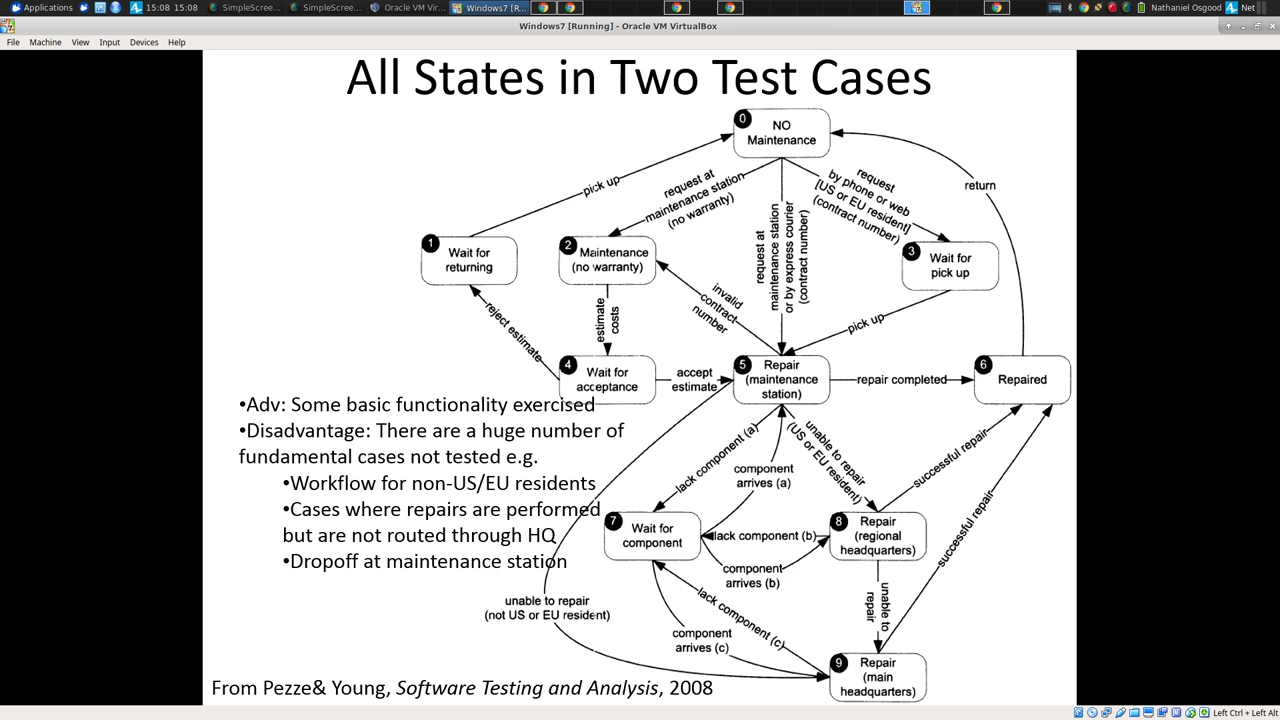 Applications
15:08 15:08
SimpleScree...
SimpleScree...
Oracle VM Vir...
Windows7 [R...
Nathaniel Osgood
Net
Windows7 [Running] - Oracle VM VirtualBox
File Machine View Input Devices Help
All States in Two Test Cases
0
NO
Maintenance
pick up
request at
maintenance station
(no warranty)
request at
maintenance station
or by express courier
(contract number)
request
by phone or web
[US or EU resident]
(contract number)
return
1
Wait for
returning
2
Maintenance
(no warranty)
3
Wait for
pick up
reject estimate
estimate
costs
invalid
contract
number
pick up
4
Wait for
acceptance
accept
estimate
5
Repair
(maintenance
station)
repair completed
6
Repaired
•Adv: Some basic functionality exercised
•Disadvantage: There are a huge number of
fundamental cases not tested e.g.
•Workflow for non-US/EU residents
•Cases where repairs are performed
but are not routed through HQ
•Dropoff at maintenance station
lack component (a)
component
arrives (a)
unable to repair
(US or EU resident)
successful repair
successful repair
7
Wait for
component
lack component (b)
component
arrives (b)
8
Repair
(regional
headquarters)
unable to repair
(not US or EU resident)
lack component (c)
component
arrives (c)
unable to
repair
9
Repair
(main
headquarters)
From Pezze& Young, Software Testing and Analysis, 2008
Left Ctrl + Left Alt